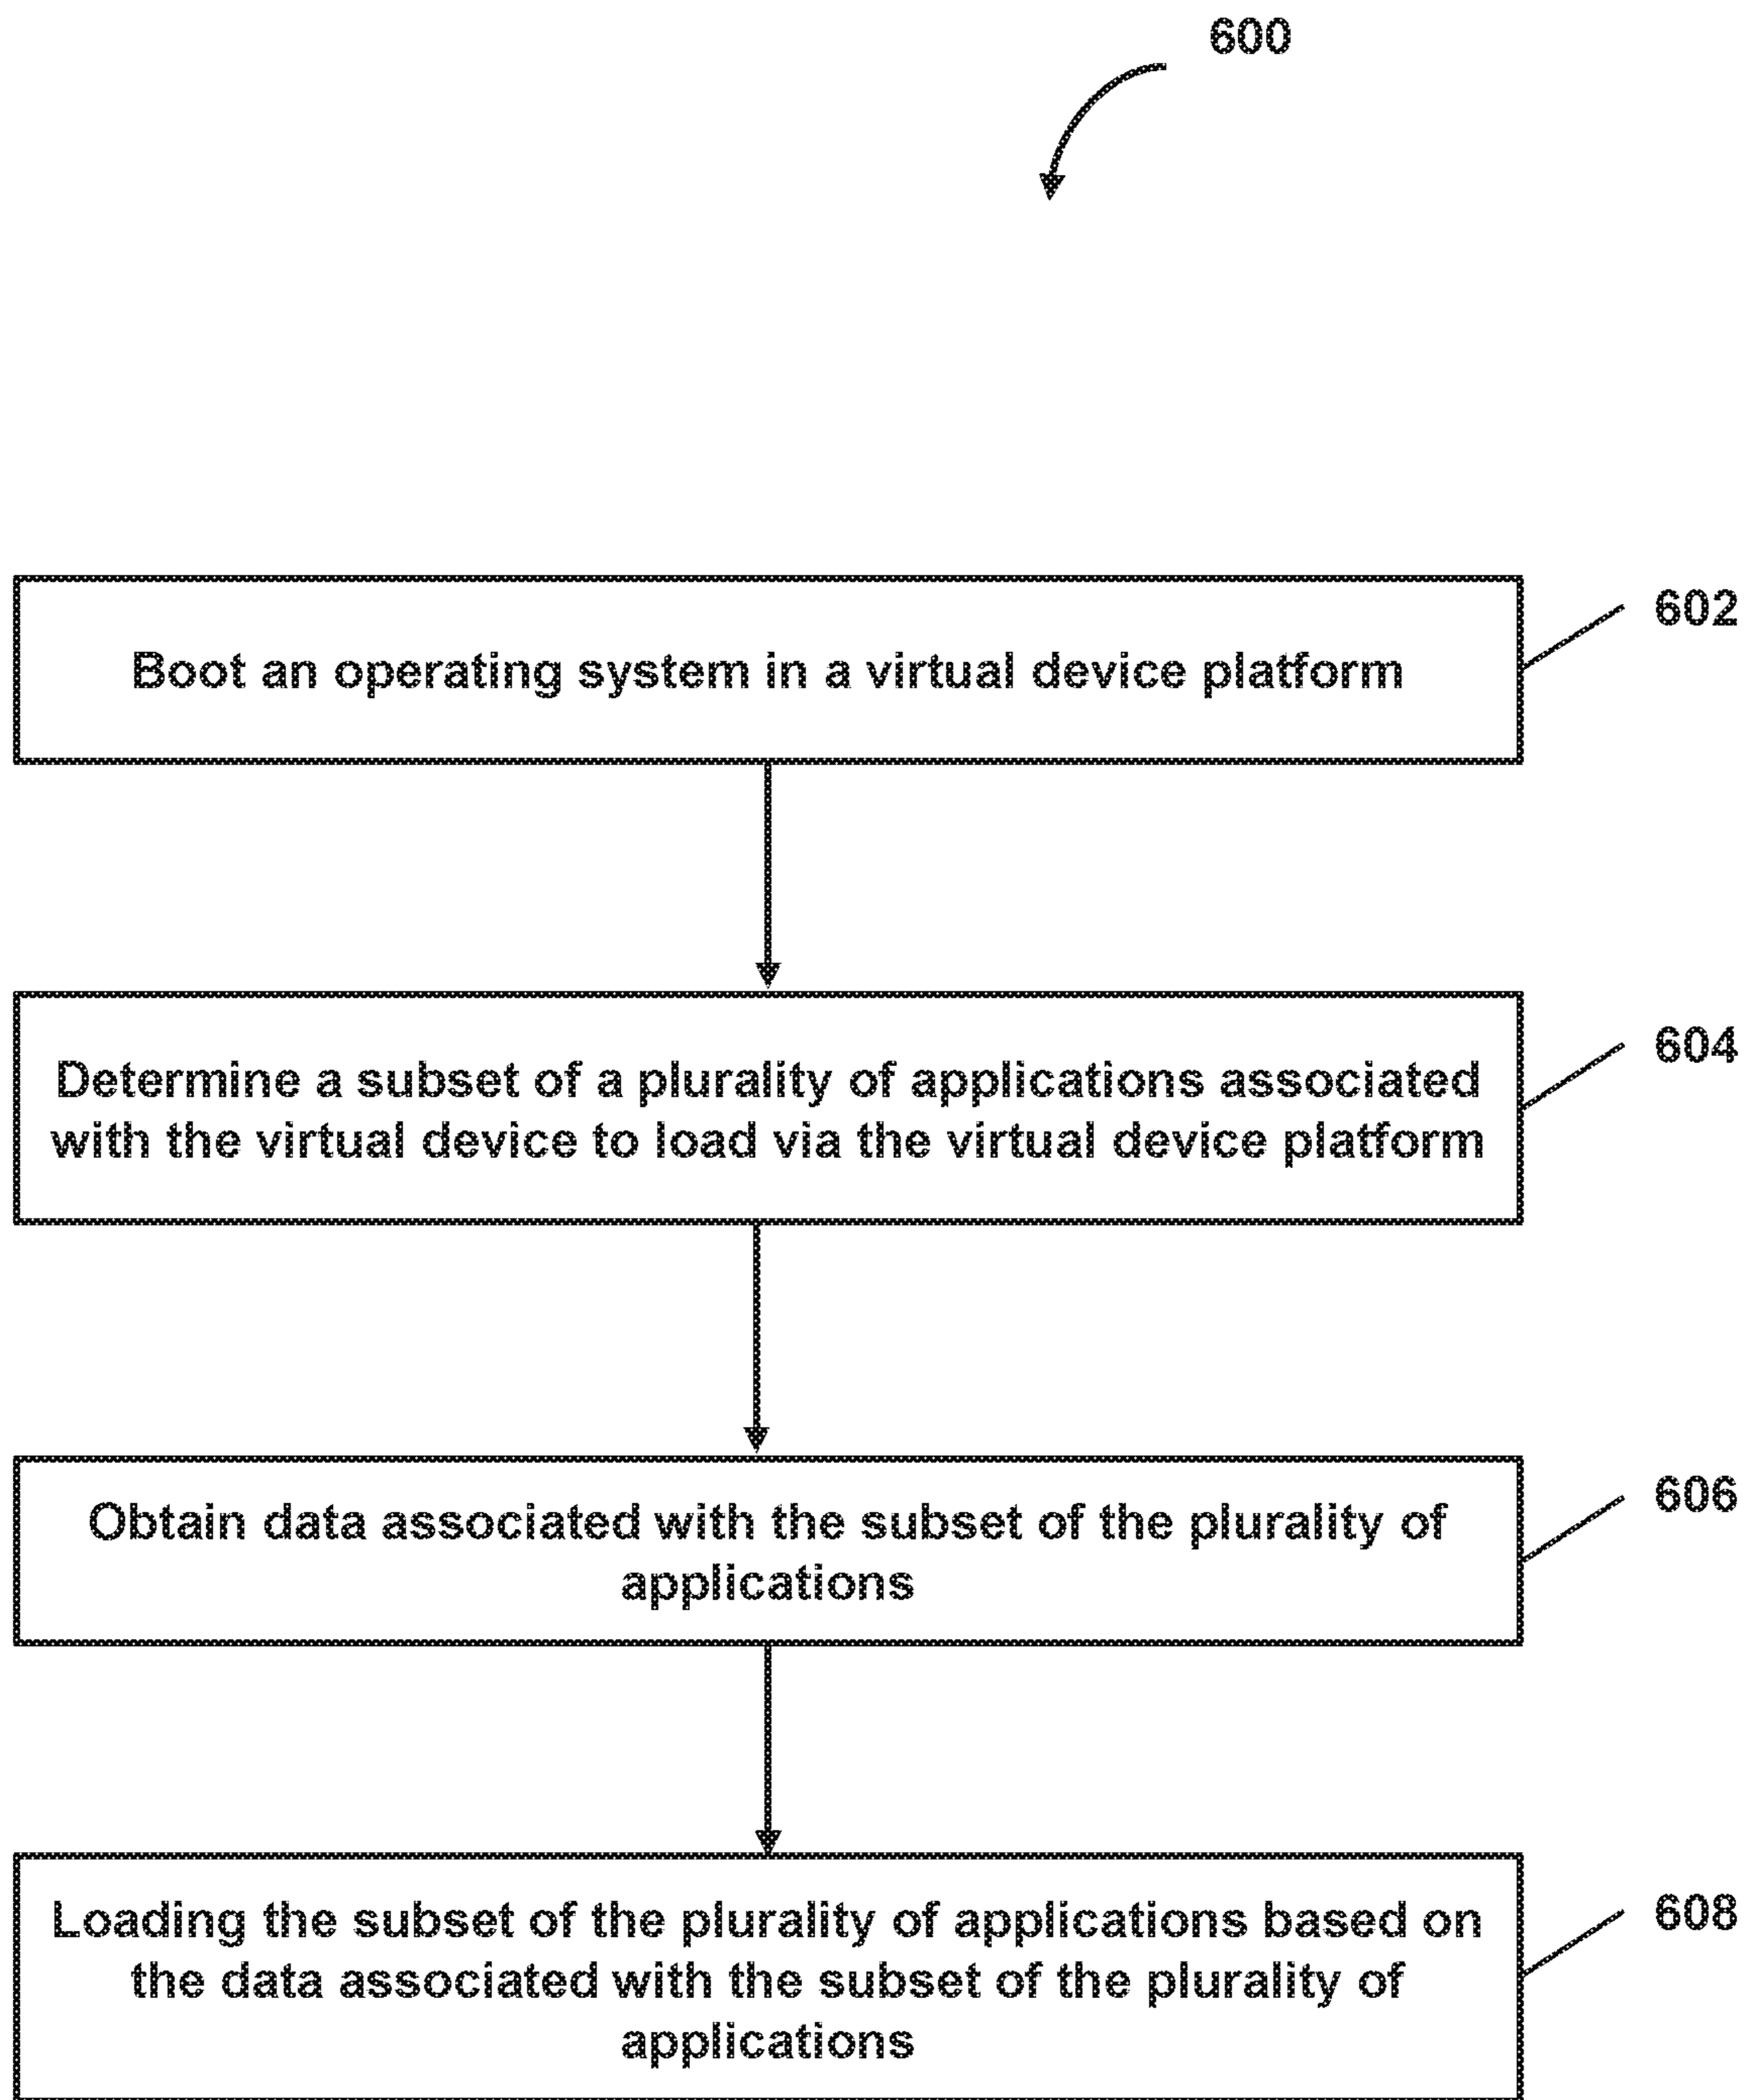 600
Boot an operating system in a virtual device platform
602
Determine a subset of a plurality of applications associated
with the virtual device to load via the virtual device platform
604
Obtain data associated with the subset of the plurality of
applications
606
Loading the subset of the plurality of applications based on
the data associated with the subset of the plurality of
applications
608